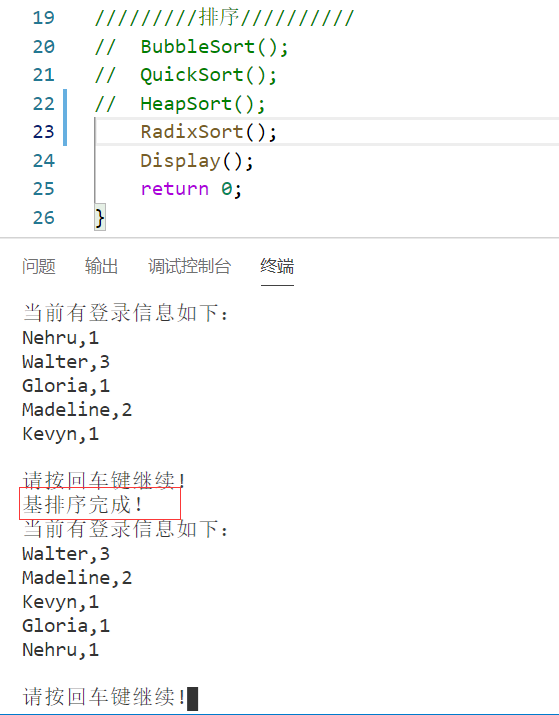 19 /////////排序//////////
20 //  BubbleSort();
21 //  QuickSort();
22 //  HeapSort();
23     RadixSort();
24     Display();
25     return 0;
26 }
问题 输出 调试控制台 终端
当前有登录信息如下:
Nehru,1
Walter,3
Gloria,1
Madeline,2
Kevyn,1
请按回车键继续!
基排序完成!
当前有登录信息如下:
Walter,3
Madeline,2
Kevyn,1
Gloria,1
Nehru,1
请按回车键继续!